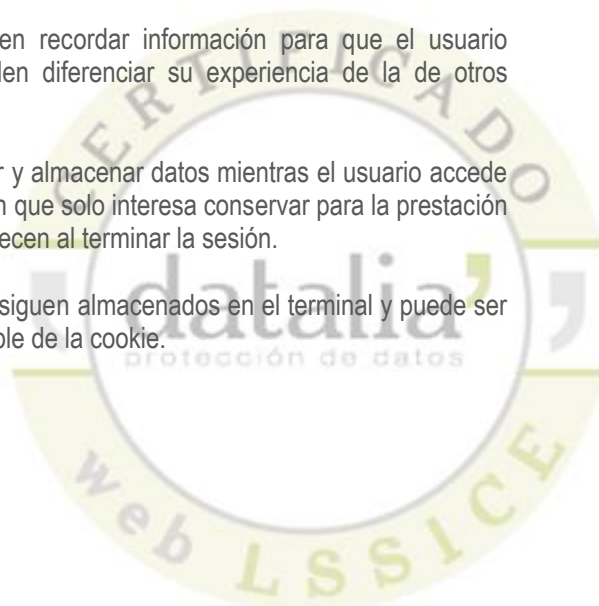 en recordar información para que el usuario
den diferenciar su experiencia de la de otros
r y almacenar datos mientras el usuario accede
n que solo interesa conservar para la prestación
ecen al terminar la sesión.
siguen almacenados en el terminal y puede ser
ble de la cookie.
CERTIFICADO
datalia
protección de datos
web LSSICE